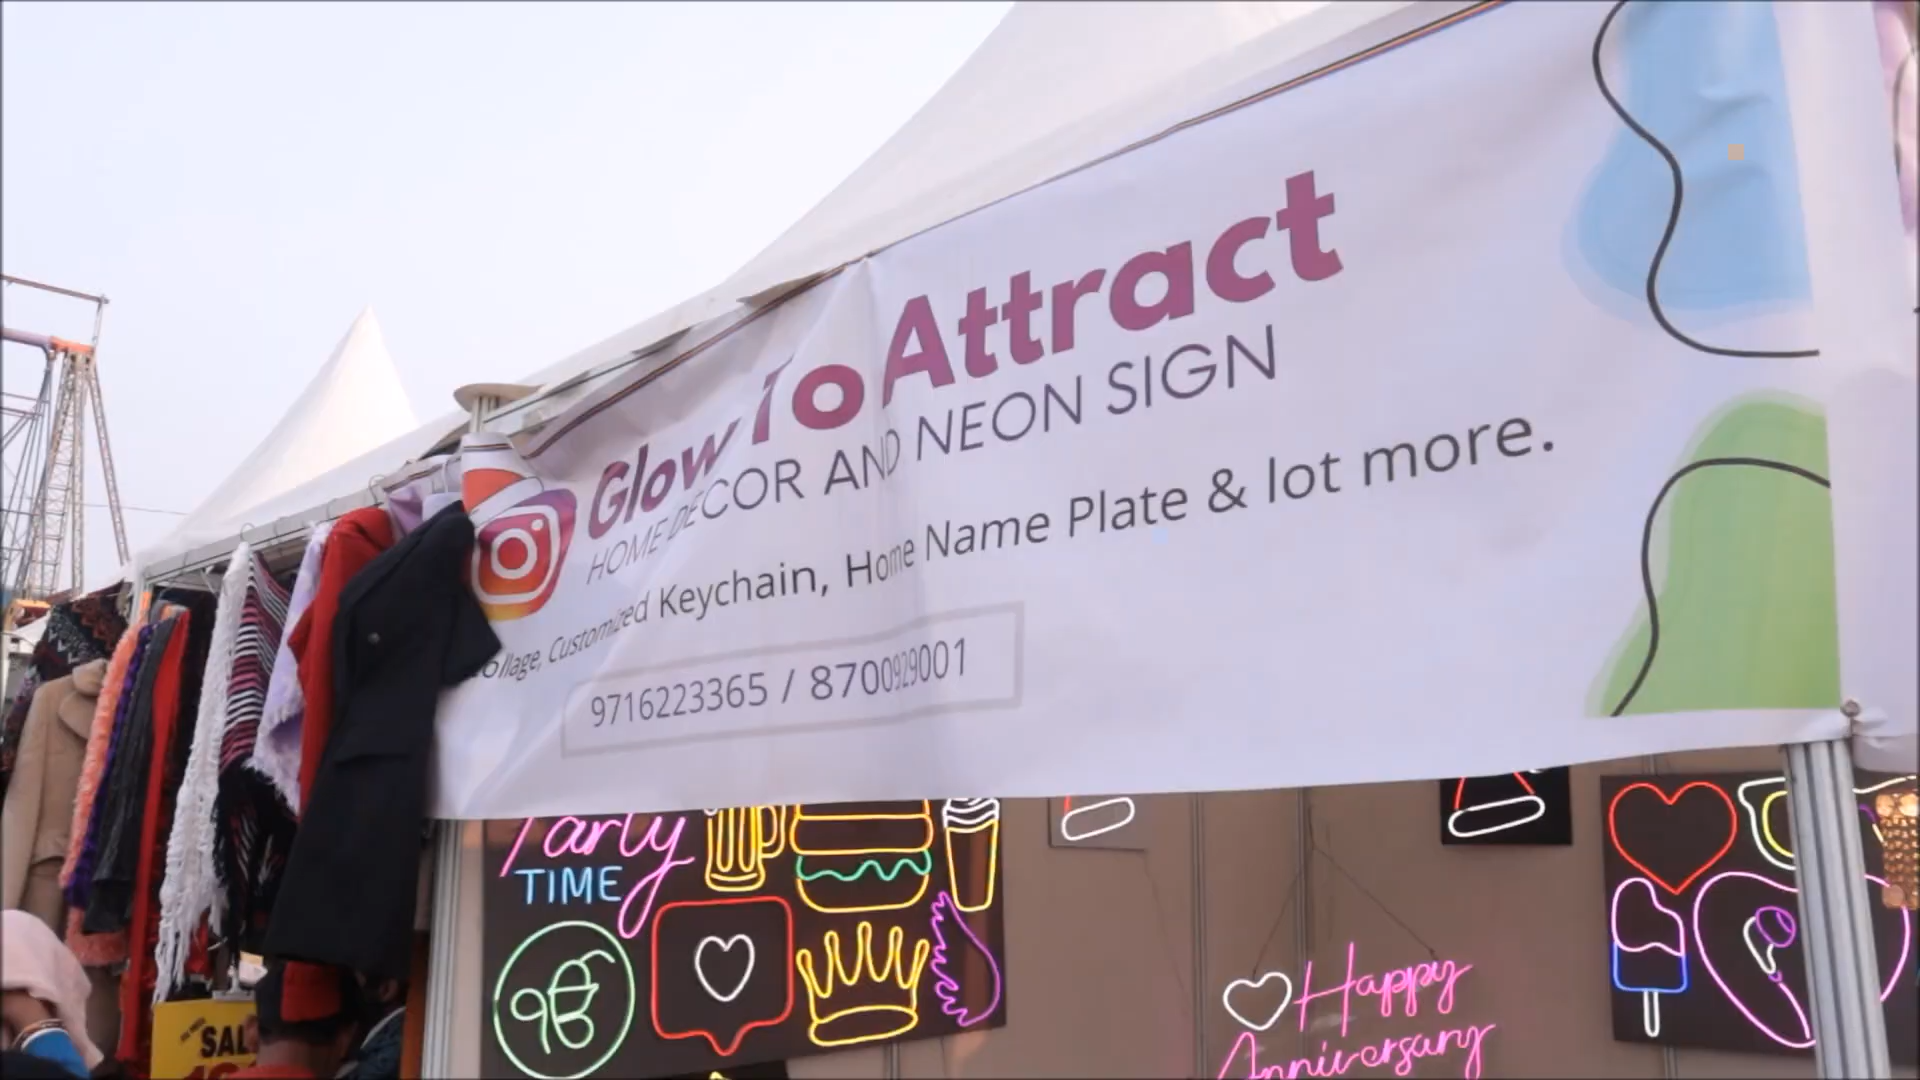 Glow To Attract
HOME DECOR AND NEON SIGN
Customized Keychain, Home Name Plate & lot more.
9716223365 / 8700929001
Party
TIME
ੴ
Happy
Anniversary
SAL